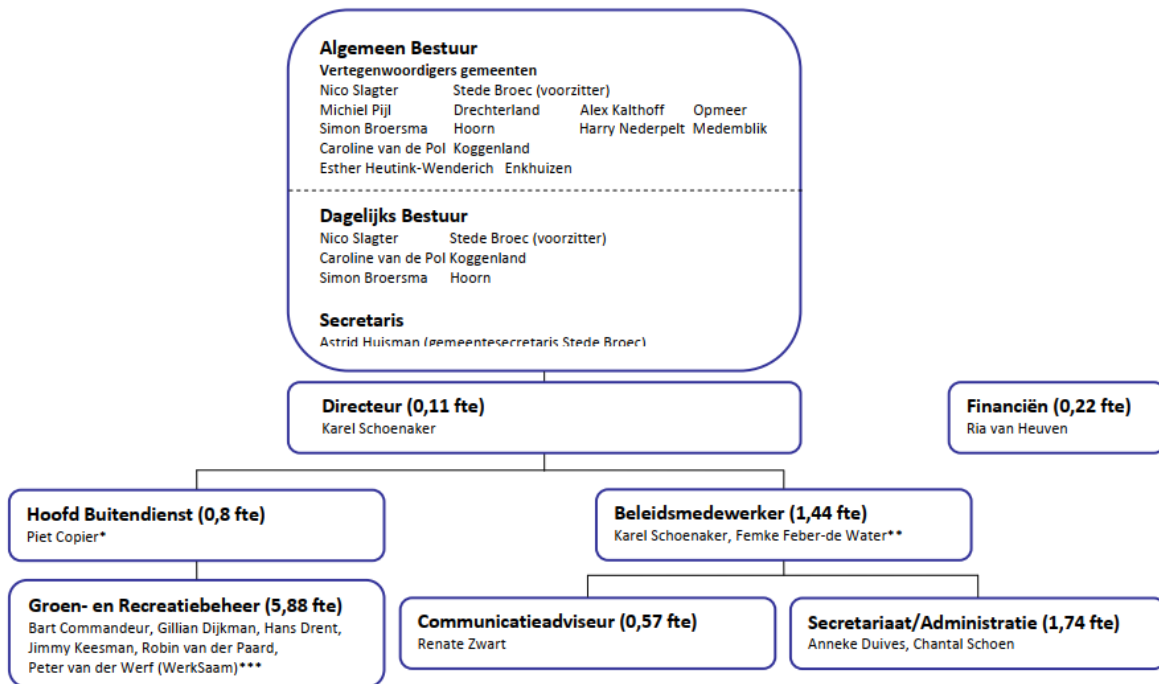 Algemeen Bestuur
Vertegenwoordigers gemeenten
Nico Slagter Stede Broec (voorzitter)
Michiel Pijl Drechterland Alex Kalthoff Opmeer
Simon Broersma Hoorn Harry Nederpelt Medemblik
Caroline van de Pol Koggenland
Esther Heutink-Wenderich Enkhuizen
Dagelijks Bestuur
Nico Slagter Stede Broec (voorzitter)
Caroline van de Pol Koggenland
Simon Broersma Hoorn
Secretaris
Astrid Huisman (gemeentesecretaris Stede Broec)
Directeur (0,11 fte)
Karel Schoenaker
Financiën (0,22 fte)
Ria van Heuven
Hoofd Buitendienst (0,8 fte)
Piet Copier*
Beleidsmedewerker (1,44 fte)
Karel Schoenaker, Femke Feber-de Water**
Groen- en Recreatiebeheer (5,88 fte)
Bart Commandeur, Gillian Dijkman, Hans Drent,
Jimmy Keesman, Robin van der Paard,
Peter van der Werf (WerkSaam)***
Communicatieadviseur (0,57 fte)
Renate Zwart
Secretariaat/Administratie (1,74 fte)
Anneke Duives, Chantal Schoen